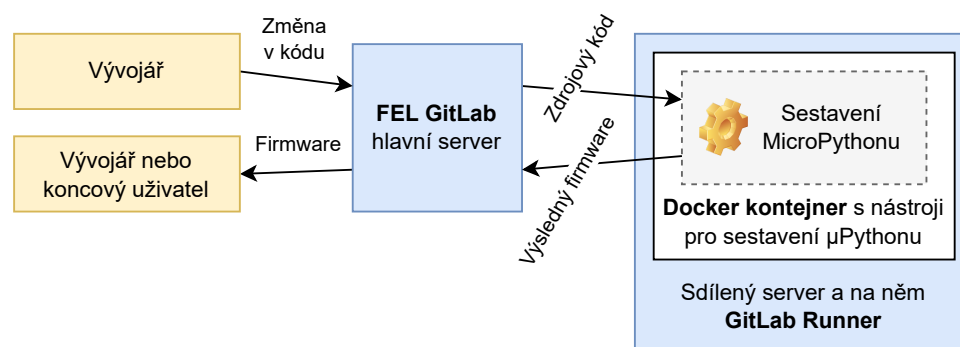 Vývojář
Změna
v kódu
FEL GitLab
hlavní server
Zdrojový kód
Sestavení
MicroPythonu
Vývojář nebo
koncový uživatel
Firmware
Výsledný firmware
Docker kontejner s nástroji
pro sestavení µPythonu
Sdílený server a na něm
GitLab Runner